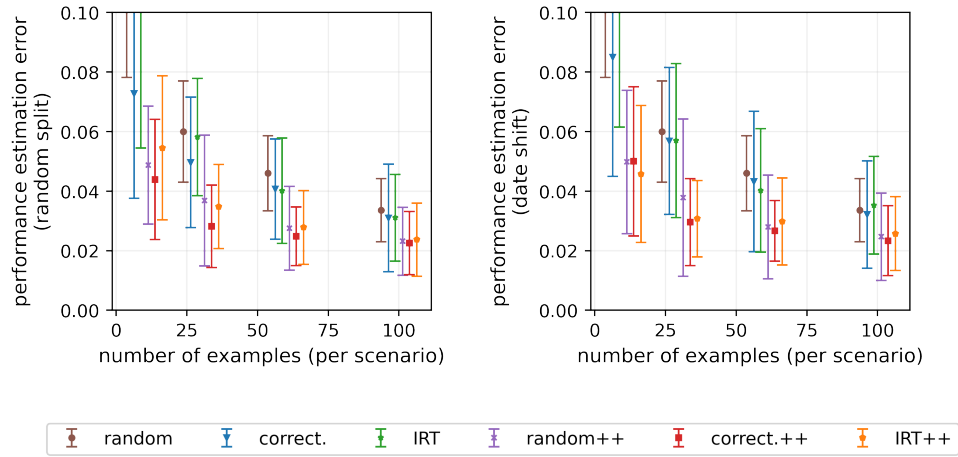 performance estimation error
(random split)
0.10
0.08
0.06
0.04
0.02
0.00
0 25 50 75 100
number of examples (per scenario)
performance estimation error
(date shift)
0.10
0.08
0.06
0.04
0.02
0.00
0 25 50 75 100
number of examples (per scenario)
random correct. IRT random++ correct.++ IRT++